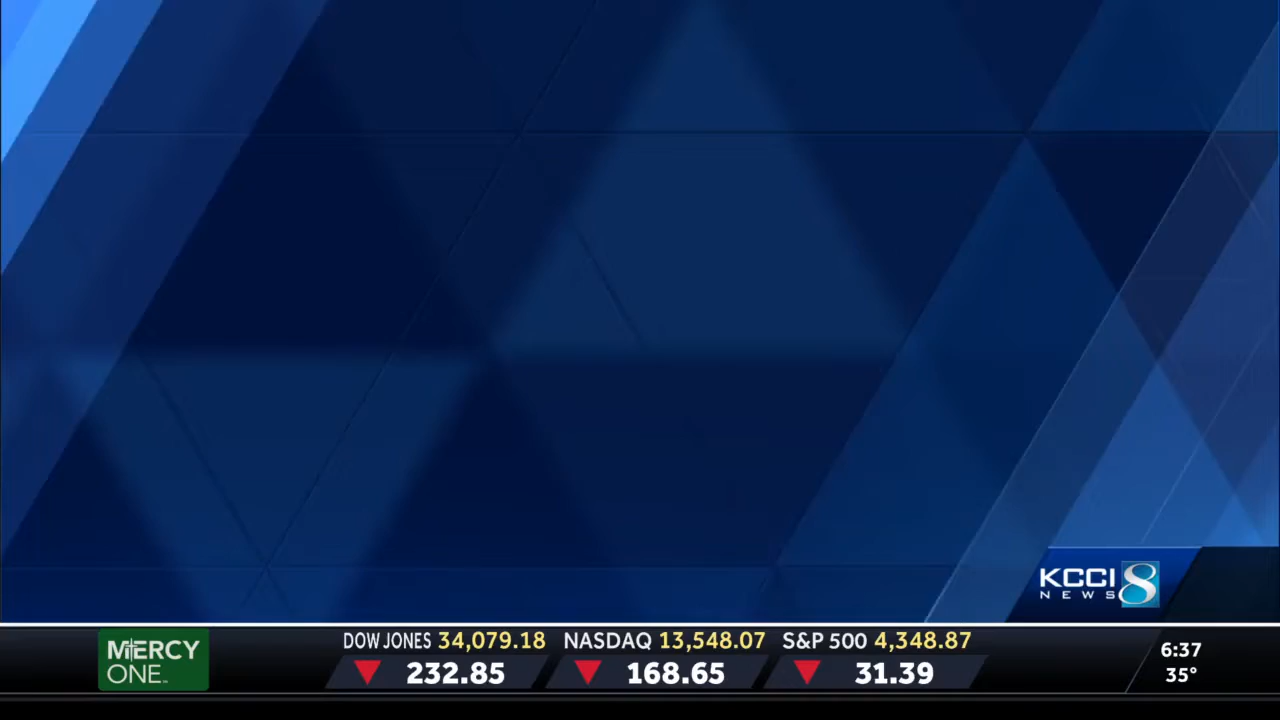 KCCI 8
NEWS
MERCY
ONE
DOW JONES 34,079.18
232.85
NASDAQ 13,548.07
168.65
S&P 500 4,348.87
31.39
6:37
35°